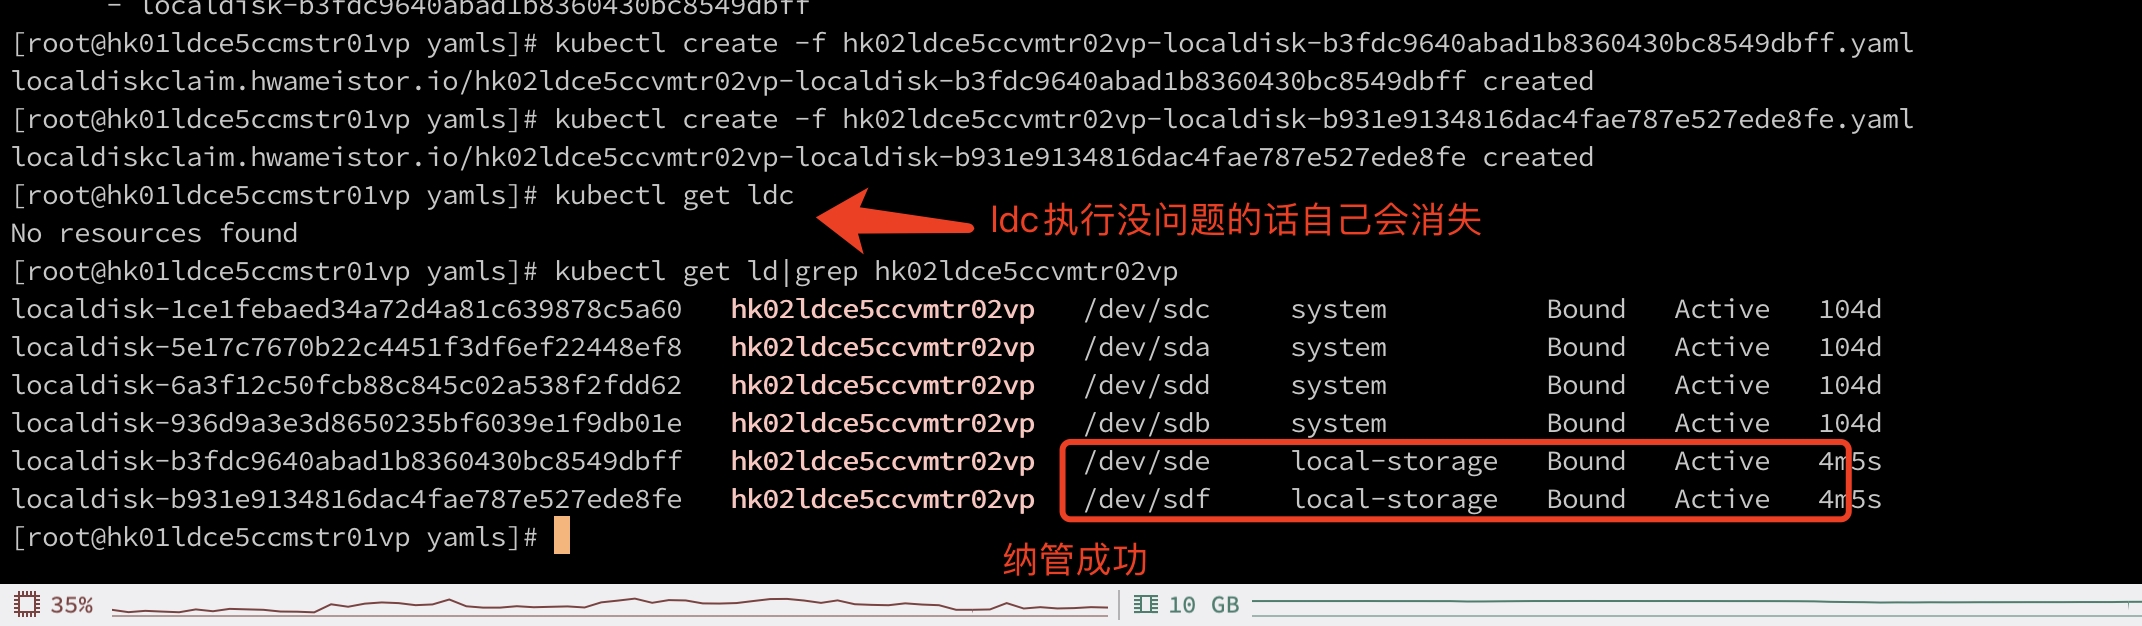 - localdisk-b3fdc9640abad1b8360430bc8549dbff
[root@hk01ldce5ccmstr01vp yamls]# kubectl create -f hk02ldce5ccvmtr02vp-localdisk-b3fdc9640abad1b8360430bc8549dbff.yaml
localdiskclaim.hwameistor.io/hk02ldce5ccvmtr02vp-localdisk-b3fdc9640abad1b8360430bc8549dbff created
[root@hk01ldce5ccmstr01vp yamls]# kubectl create -f hk02ldce5ccvmtr02vp-localdisk-b931e9134816dac4fae787e527ede8fe.yaml
localdiskclaim.hwameistor.io/hk02ldce5ccvmtr02vp-localdisk-b931e9134816dac4fae787e527ede8fe created
[root@hk01ldce5ccmstr01vp yamls]# kubectl get ldc
ldc执行没问题的话自己会消失
No resources found
[root@hk01ldce5ccmstr01vp yamls]# kubectl get ld|grep hk02ldce5ccvmtr02vp
localdisk-1ce1febaed34a72d4a81c639878c5a60 hk02ldce5ccvmtr02vp /dev/sdc system Bound Active 104d
localdisk-5e17c7670b22c4451f3df6ef22448ef8 hk02ldce5ccvmtr02vp /dev/sda system Bound Active 104d
localdisk-6a3f12c50fcb88c845c02a538f2fdd62 hk02ldce5ccvmtr02vp /dev/sdd system Bound Active 104d
localdisk-936d9a3e3d8650235bf6039e1f9db01e hk02ldce5ccvmtr02vp /dev/sdb system Bound Active 104d
localdisk-b3fdc9640abad1b8360430bc8549dbff hk02ldce5ccvmtr02vp /dev/sde local-storage Bound Active 4m5s
localdisk-b931e9134816dac4fae787e527ede8fe hk02ldce5ccvmtr02vp /dev/sdf local-storage Bound Active 4m5s
[root@hk01ldce5ccmstr01vp yamls]#
纳管成功
35% 10 GB